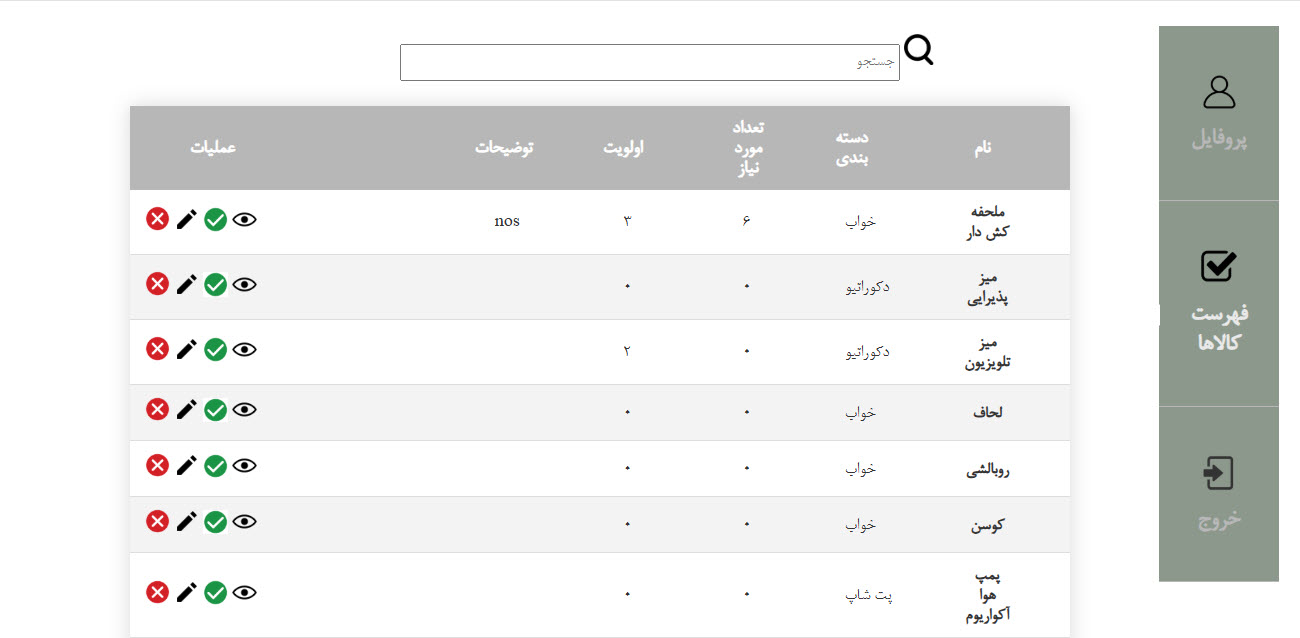 جستجو
پروفایل
فهرست
کالاها
خروج
نام
دسته
بندی
تعداد
مورد
نیاز
اولویت
توضیحات
عملیات
ملحفه
کش دار
خواب
۶
۳
nos
میز
پذیرایی
دکوراتیو
۰
۰
میز
تلویزیون
دکوراتیو
۰
۲
لحاف
خواب
۰
۰
روبالشی
خواب
۰
۰
کوسن
خواب
۰
۰
پمپ
هوا
آکواریوم
پت شاپ
۰
۰